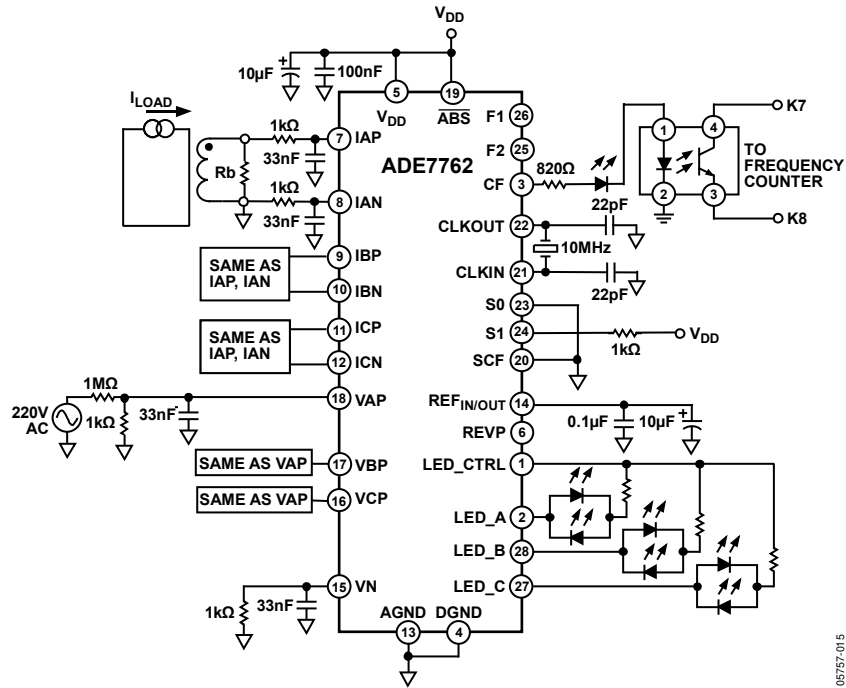 VDD
10µF
+
100nF
5
VDD
19
ABS
ILOAD
1kΩ
7
IAP
33nF
Rb
1kΩ
8
IAN
33nF
ADE7762
F1
26
F2
25
CF
3
820Ω
1
4
2
3
K7
TO
FREQUENCY
COUNTER
K8
22pF
CLKOUT
22
10MHz
CLKIN
21
22pF
SAME AS
IAP, IAN
9
IBP
10
IBN
SAME AS
IAP, IAN
11
ICP
12
ICN
S0
23
S1
24
1kΩ
VDD
SCF
20
1MΩ
220V
AC
1kΩ
33nF
18
VAP
REFIN/OUT
14
0.1µF
10µF
+
REVP
6
SAME AS VAP
17
VBP
SAME AS VAP
16
VCP
LED_CTRL
1
LED_A
2
LED_B
28
LED_C
27
1kΩ
33nF
15
VN
AGND
13
DGND
4
05757-015